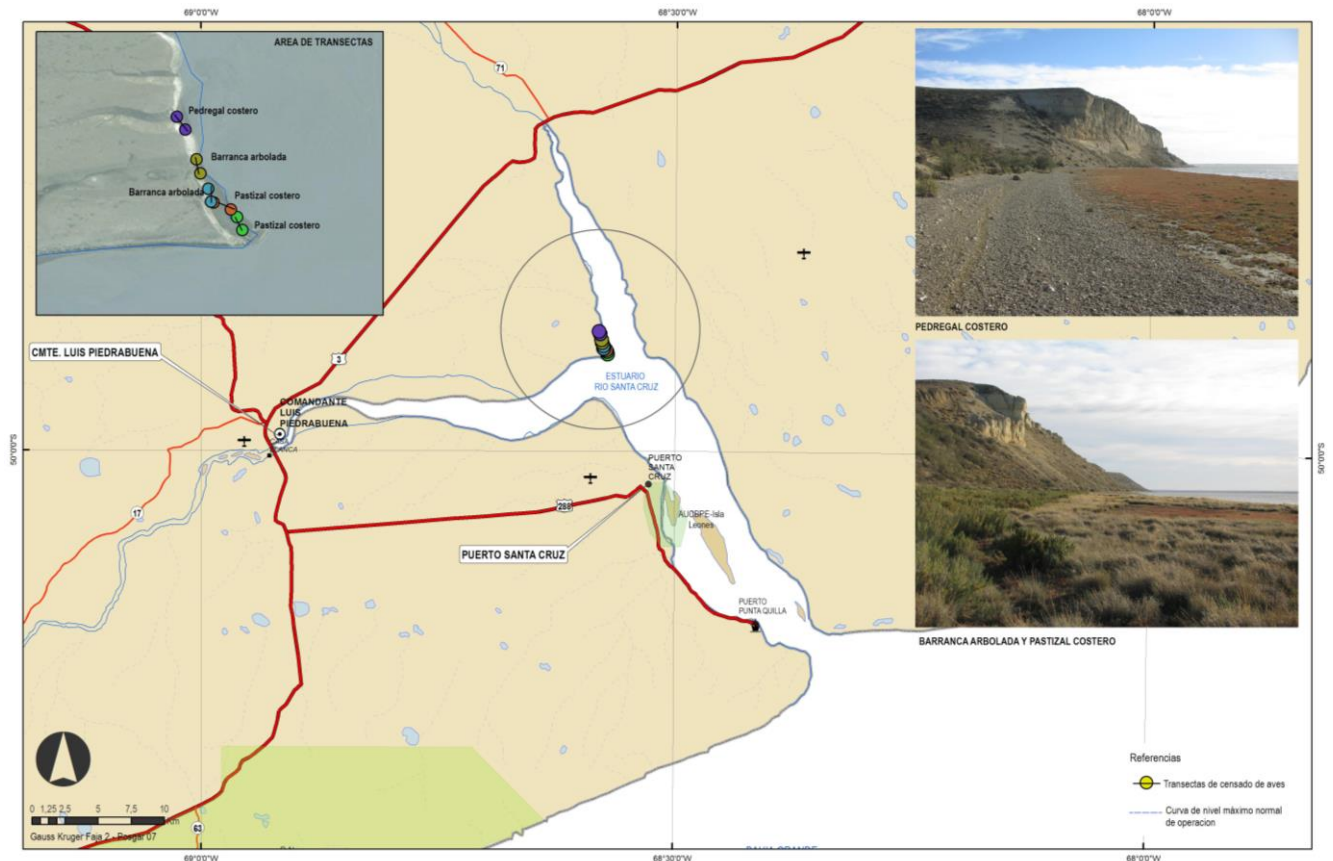 69°0'0"W
68°30'0"W
68°0'0"W
AREA DE TRANSECTAS
Pedregal costero
Barranca arbolada
Barranca arbolada
Pastizal costero
Pastizal costero
71
PEDREGAL COSTERO
CMTE. LUIS PIEDRABUENA
3
ESTUARIO
RIO SANTA CRUZ
COMANDANTE
LUIS
PIEDRABUENA
50°0'0"S
50°0'0"S
PUERTO
SANTA
CRUZ
17
288
Leones
PUERTO SANTA CRUZ
PUERTO
PUNTA QUILLA
BARRANCA ARBOLADA Y PASTIZAL COSTERO
Referencias
Transectas de censado de aves
Curva de nivel máximo normal
de operacion
0 1,25 2,5 5 7,5 10
Gauss Kruger Faja 2 - Posgar 07
63
69°0'0"W
68°30'0"W
68°0'0"W